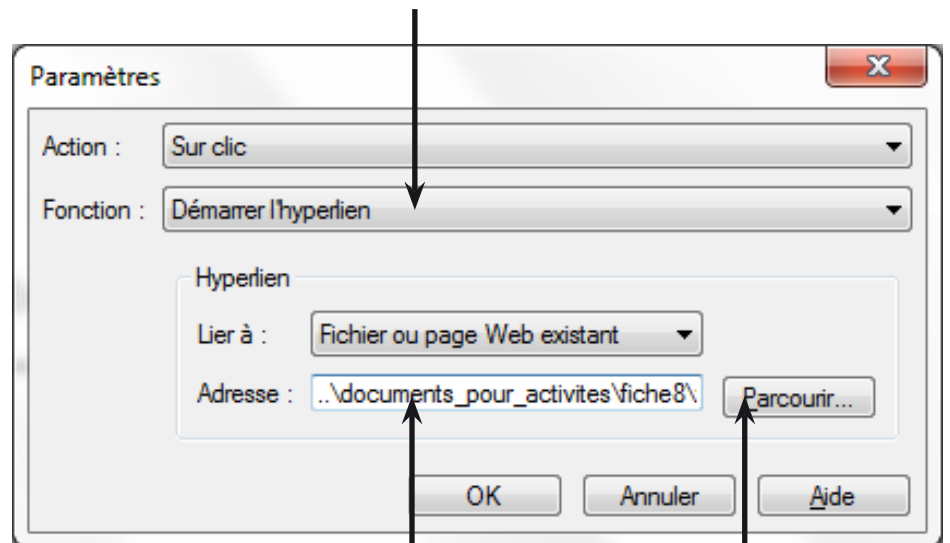 Paramètres
Action : Sur clic
Fonction : Démarrer l'hyperlien
Hyperlien
Lier à : Fichier ou page Web existant
Adresse : ..\documents_pour_activites\fiche8\ Parcourir...
OK Annuler Aide